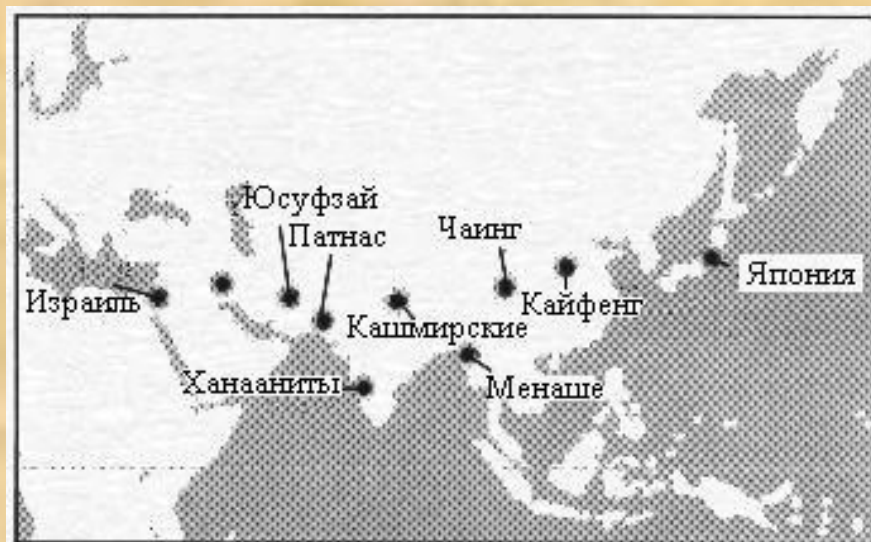 Юсуфзай
Патнас
Чаинг
Япония
Израиль
Кайфенг
Кашмирские
Ханааниты
Менаше